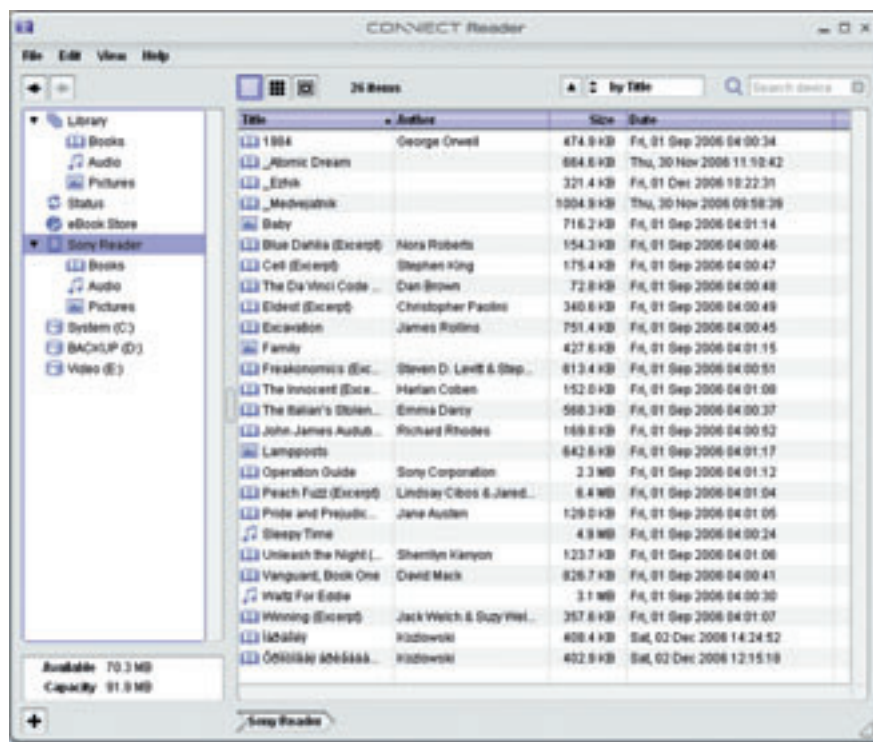 CONNECT Reader
File Edit View Help
26 Items
by Title
Search device
Library
Books
Audio
Pictures
Status
eBook Store
Sony Reader
Books
Audio
Pictures
System (C:)
BACKUP (D:)
Video (E:)
Available 70.3 MB
Capacity 91.9 MB
Title Author Size Date
1984 George Orwell 474.9 KB Fri, 01 Sep 2006 04:00:34
_Atomic Dream 664.6 KB Thu, 30 Nov 2006 11:10:42
_Ezhik 321.4 KB Fri, 01 Dec 2006 10:22:31
_Medvejatnik 1004.9 KB Thu, 30 Nov 2006 09:58:39
Baby 716.2 KB Fri, 01 Sep 2006 04:01:14
Blue Dahlia (Excerpt) Nora Roberts 154.3 KB Fri, 01 Sep 2006 04:00:46
Cell (Excerpt) Stephen King 175.4 KB Fri, 01 Sep 2006 04:00:47
The Da Vinci Code ... Dan Brown 72.8 KB Fri, 01 Sep 2006 04:00:48
Eldest (Excerpt) Christopher Paolini 340.6 KB Fri, 01 Sep 2006 04:00:49
Excavation James Rollins 751.4 KB Fri, 01 Sep 2006 04:00:45
Family 427.6 KB Fri, 01 Sep 2006 04:01:15
Freakonomics (Exc... Steven D. Levitt & Step... 613.4 KB Fri, 01 Sep 2006 04:00:51
The Innocent (Exce... Harlan Coben 152.0 KB Fri, 01 Sep 2006 04:01:08
The Italian's Stolen... Emma Darcy 568.3 KB Fri, 01 Sep 2006 04:00:37
John James Audub... Richard Rhodes 169.8 KB Fri, 01 Sep 2006 04:00:52
Lampposts 642.6 KB Fri, 01 Sep 2006 04:01:17
Operation Guide Sony Corporation 2.3 MB Fri, 01 Sep 2006 04:01:12
Peach Fuzz (Excerpt) Lindsay Cibos & Jared... 6.4 MB Fri, 01 Sep 2006 04:01:04
Pride and Prejudic... Jane Austen 129.0 KB Fri, 01 Sep 2006 04:01:05
Sleepy Time 4.9 MB Fri, 01 Sep 2006 04:00:24
Unleash the Night (... Sherrilyn Kenyon 123.7 KB Fri, 01 Sep 2006 04:01:06
Vanguard, Book One David Mack 826.7 KB Fri, 01 Sep 2006 04:00:41
Waltz For Eddie 3.1 MB Fri, 01 Sep 2006 04:00:30
Winning (Excerpt) Jack Welch & Suzy Wel... 357.6 KB Fri, 01 Sep 2006 04:01:07
Kozlowski 408.4 KB Sat, 02 Dec 2006 14:24:52
Kozlowski 402.9 KB Sat, 02 Dec 2006 12:15:18
Sony Reader